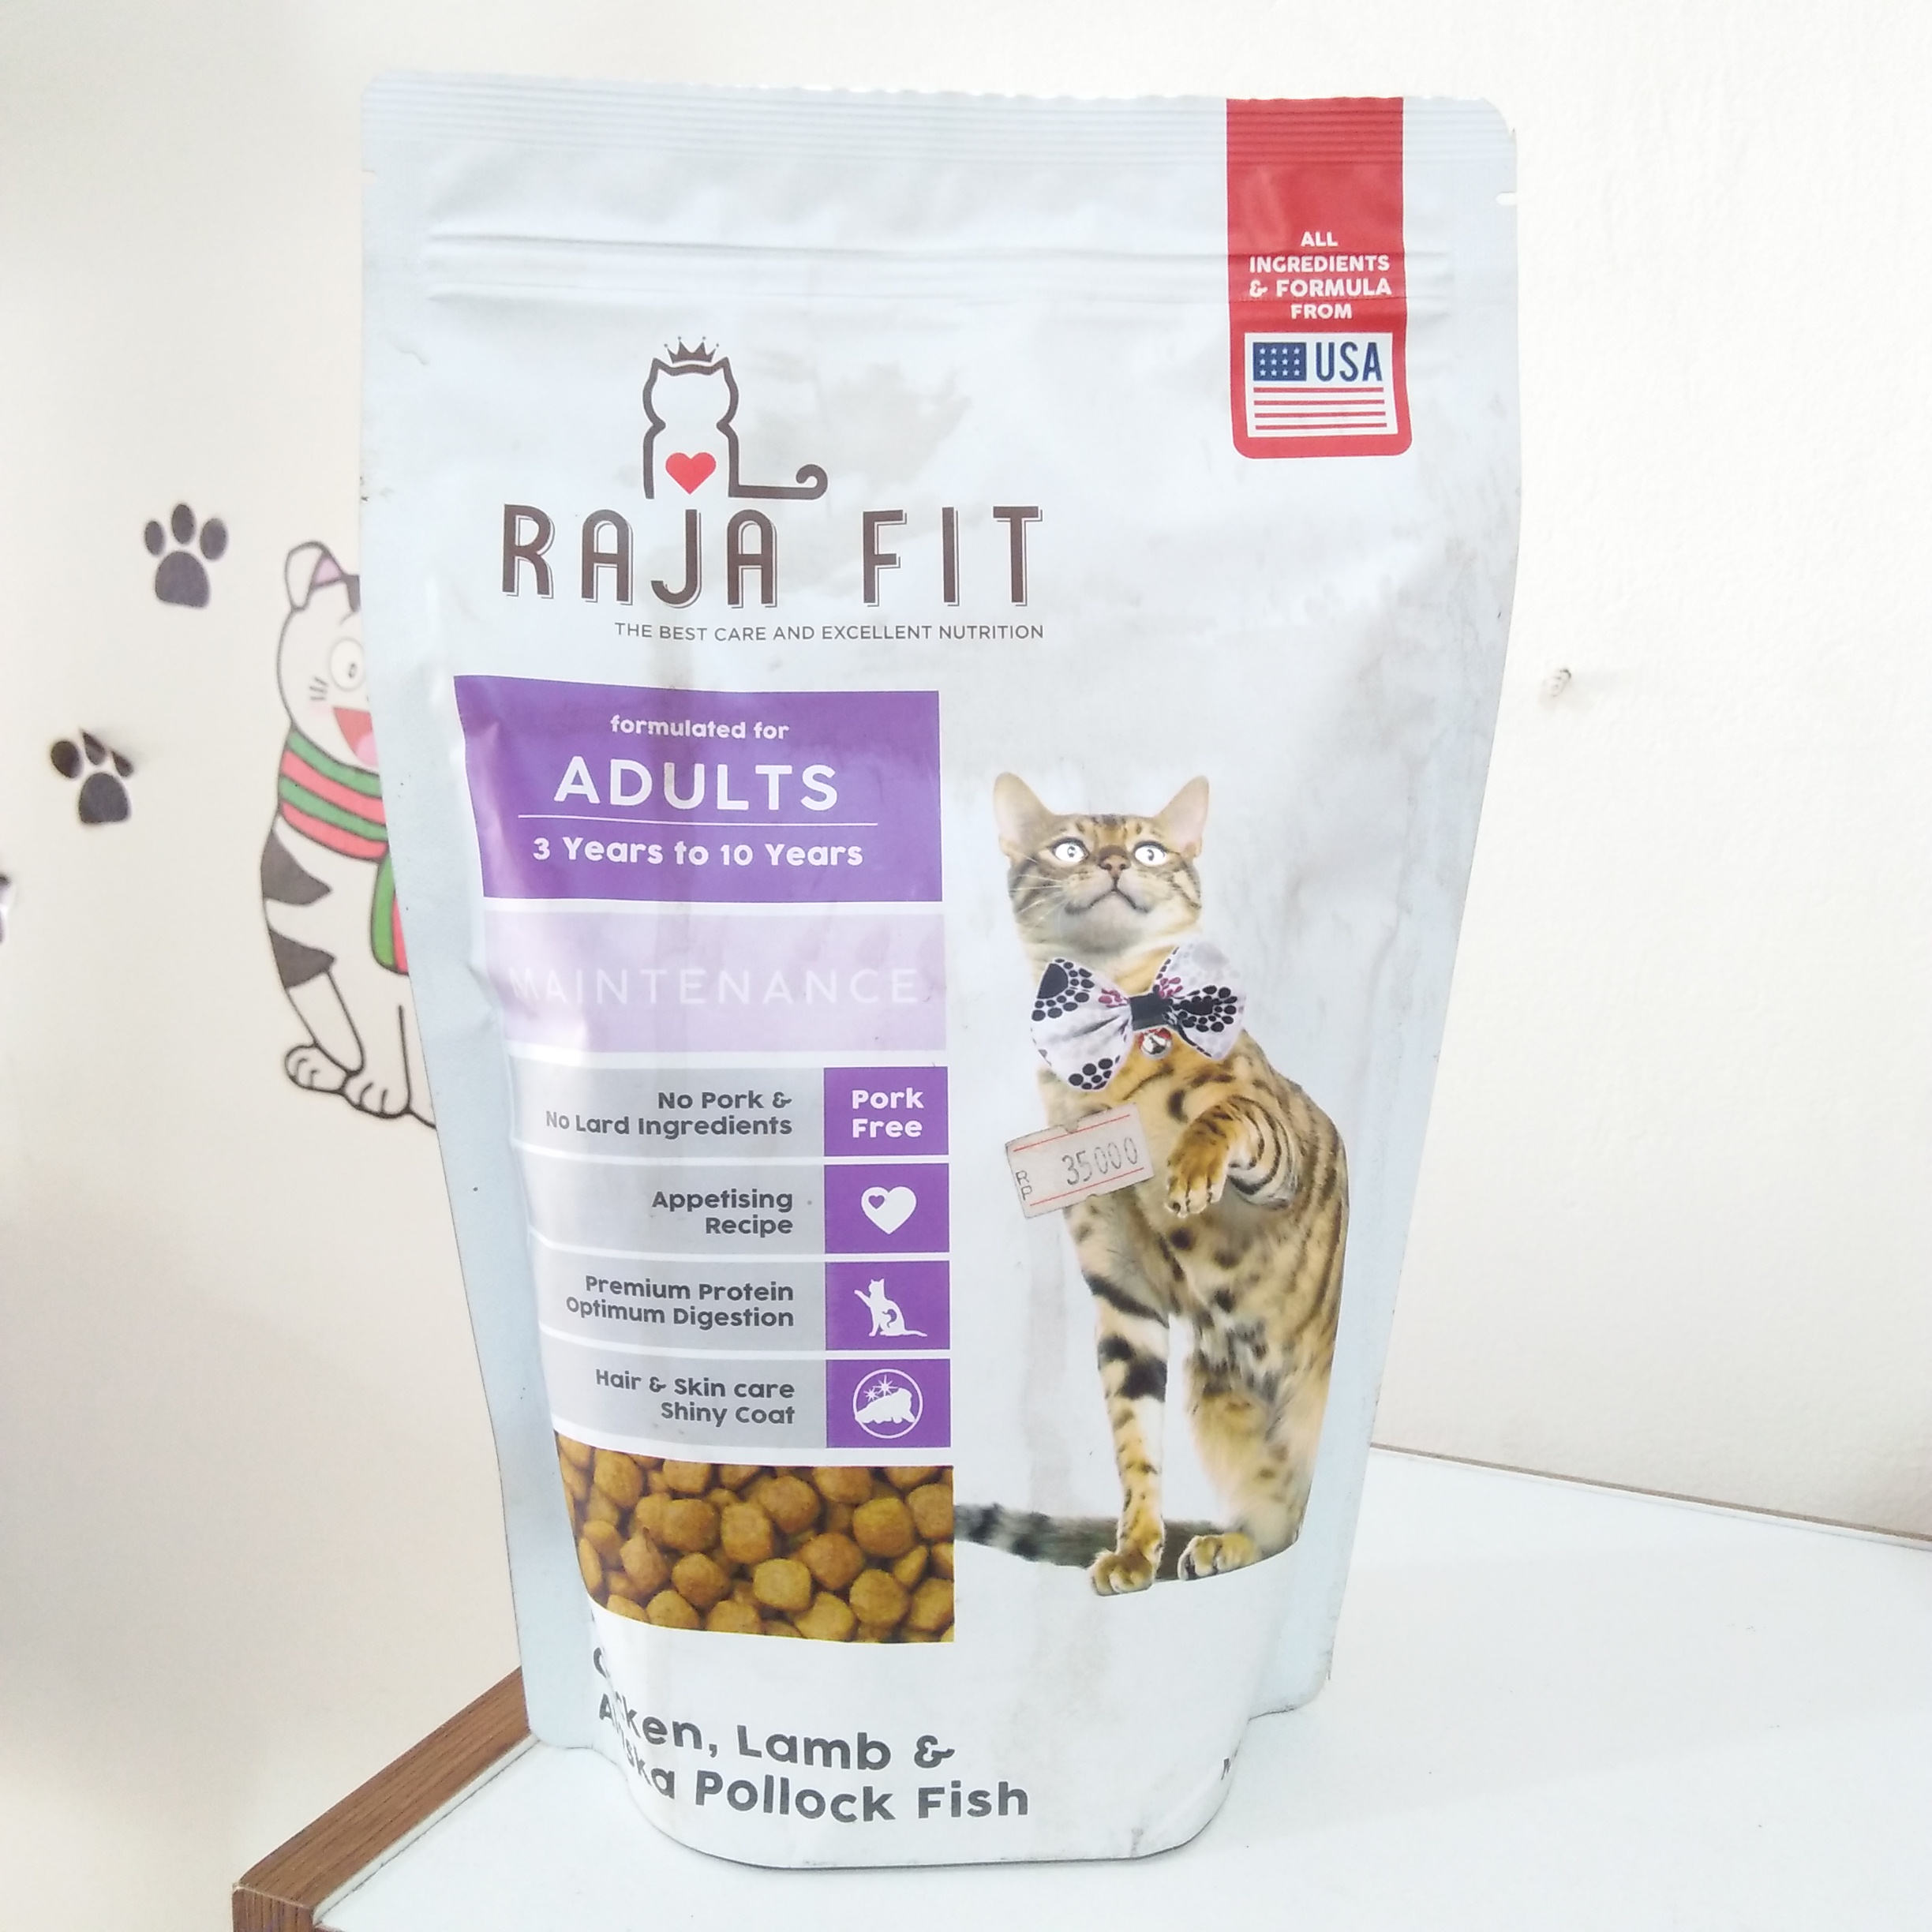 ALL
INGREDIENTS
& FORMULA
FROM
USA
RAJA FIT
THE BEST CARE AND EXCELLENT NUTRITION
formulated for
ADULTS
3 Years to 10 Years
MAINTENANCE
No Pork &
No Lard Ingredients
Pork
Free
RP 35000
Appetising
Recipe
Premium Protein
Optimum Digestion
Hair & Skin care
Shiny Coat
Chicken, Lamb &
Alaska Pollock Fish